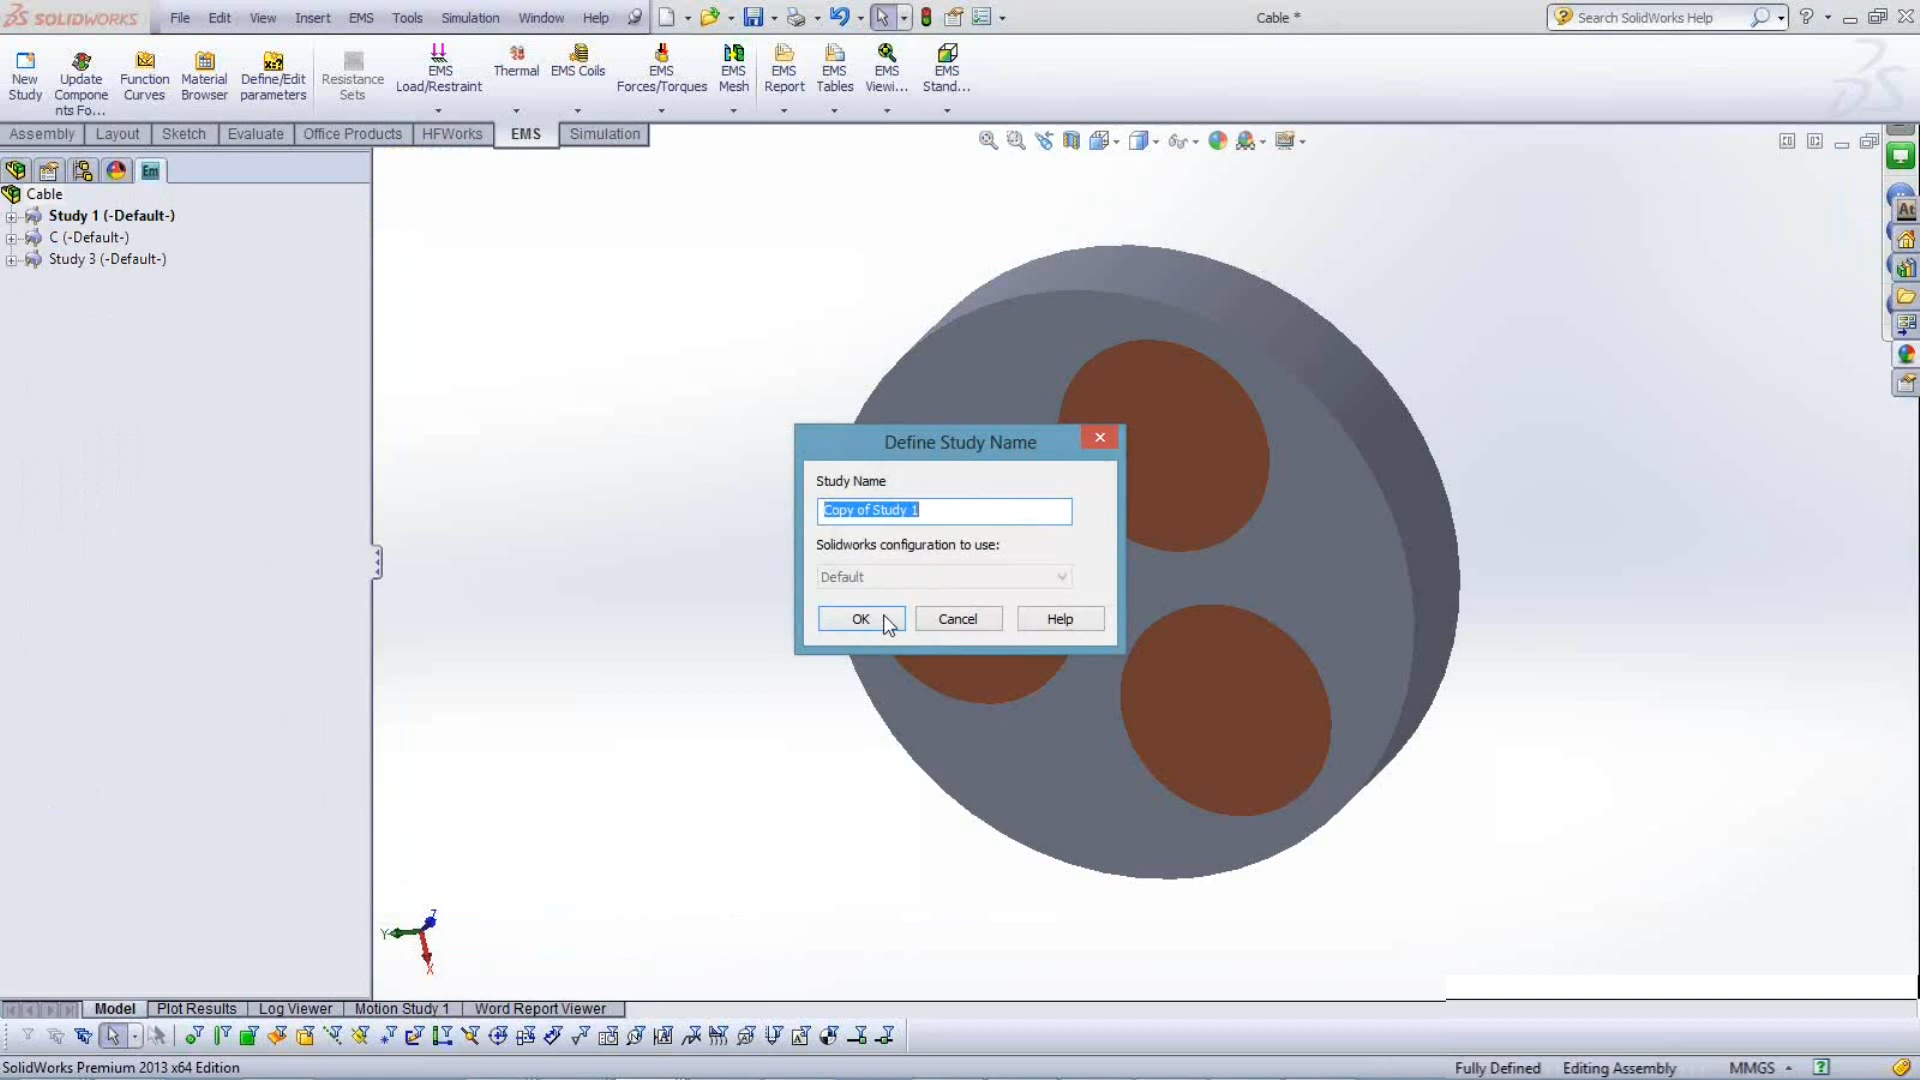 SOLIDWORKS File Edit View Insert EMS Tools Simulation Window Help Cable * Search SolidWorks Help
New Study
Update Compone nts Fo...
Function Curves
Material Browser
Define/Edit parameters
Resistance Sets
EMS Load/Restraint
Thermal
EMS Coils
EMS Forces/Torques
EMS Mesh
EMS Report
EMS Tables
EMS Viewi...
EMS Stand...
Assembly Layout Sketch Evaluate Office Products HFWorks EMS Simulation
Em
Cable
Study 1 (-Default-)
C (-Default-)
Study 3 (-Default-)
At
Define Study Name
Study Name
Copy of Study 1
Solidworks configuration to use:
Default
OK Cancel Help
Z
Y
X
Model Plot Results Log Viewer Motion Study 1 Word Report Viewer
SolidWorks Premium 2013 x64 Edition Fully Defined Editing Assembly MMGS